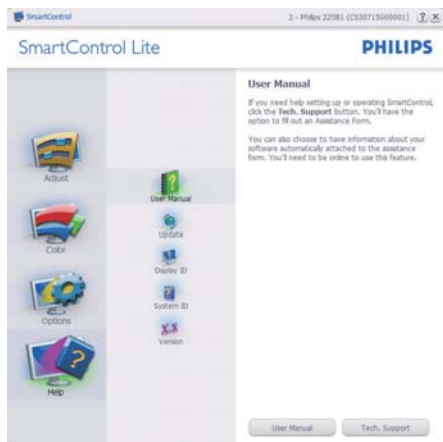 SmartControl
2 - Philips 225B1 (CS30715000001)
SmartControl Lite
PHILIPS
Adjust
Color
Options
Help
User Manual
Update
Display ID
System ID
Version
User Manual
If you need help setting up or operating SmartControl,
click the Tech. Support button. You'll have the
option to fill out an Assistance Form.
You can also choose to have information about your
software automatically attached to the assistance
form. You'll need to be online to use this feature.
User Manual
Tech. Support